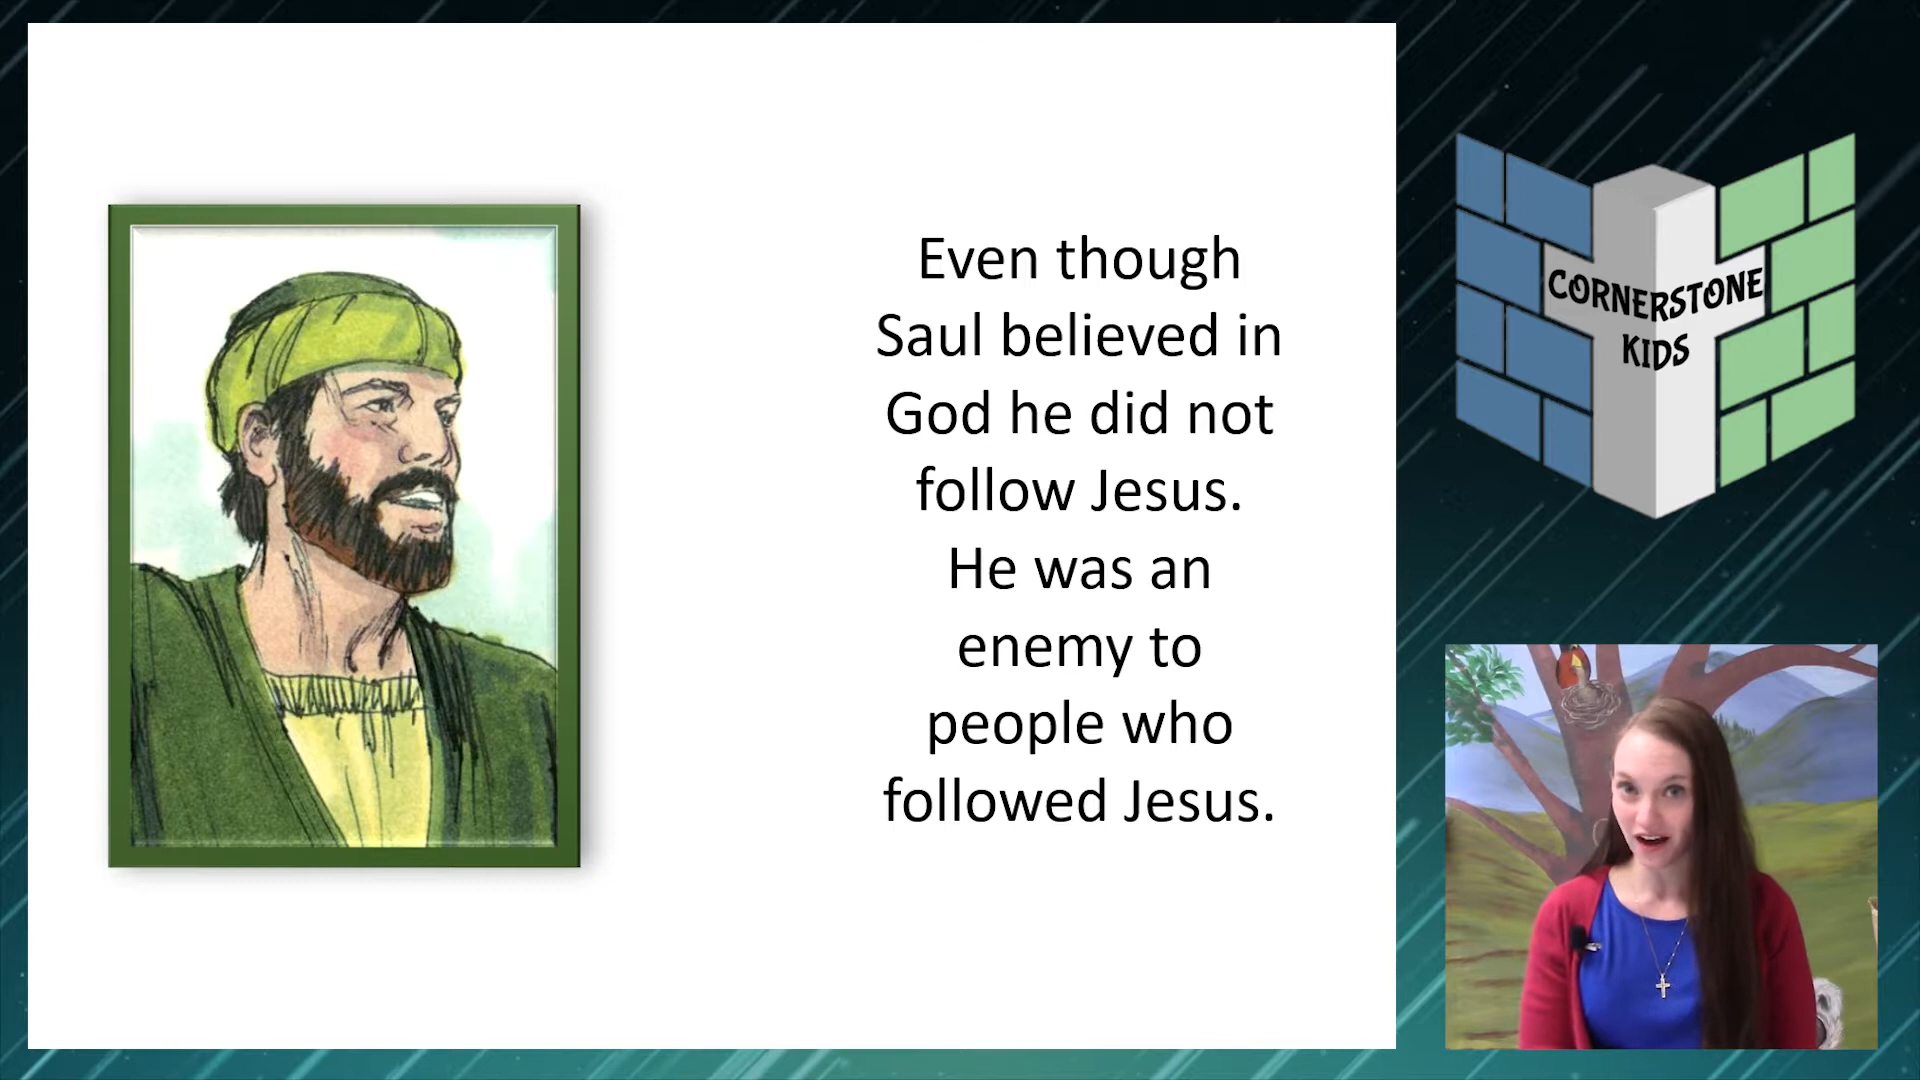 Even though
Saul believed in
God he did not
follow Jesus.
He was an
enemy to
people who
followed Jesus.
CORNERSTONE
KIDS